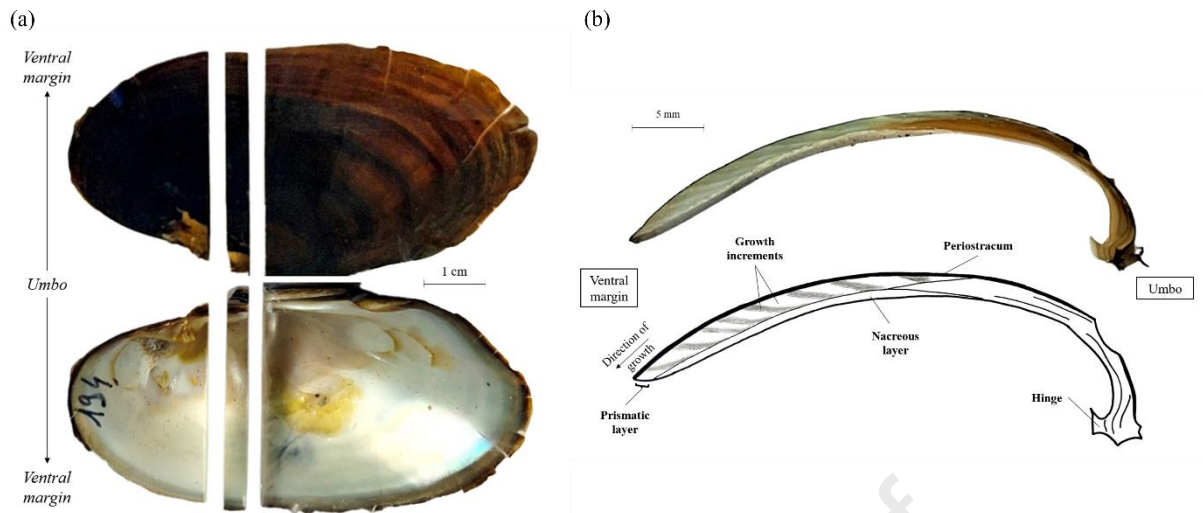 (a)
Ventral
margin
Umbo
Ventral
margin
1 cm
194
(b)
5 mm
Growth
increments
Periostracum
Ventral
margin
Umbo
Nacreous
layer
Direction of
growth
Prismatic
layer
Hinge
f